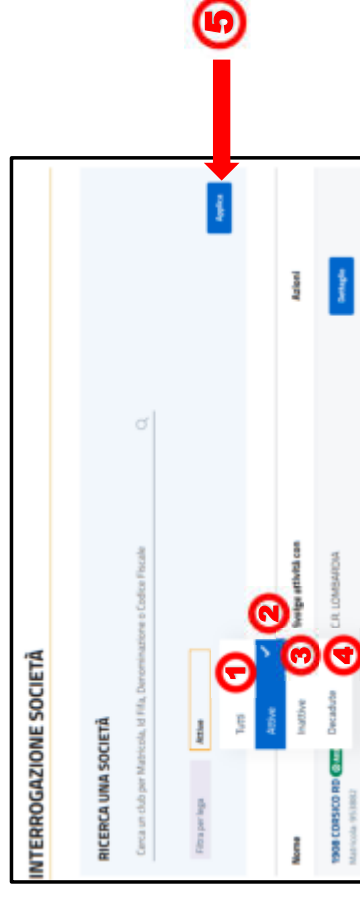 INTERROGAZIONE SOCIETÀ
RICERCA UNA SOCIETÀ
Cerca un club per Matricola, Id Fifa, Denominazione o Codice Fiscale
Filtra per lega
Attive
Applica
5
Tutti
1
Attive
2
Inattive
3
Decadute
4
Nome
Svolge attività con
Azioni
1908 CORSICO RD
C.R. LOMBARDIA
Dettaglio
Matricola: 953882